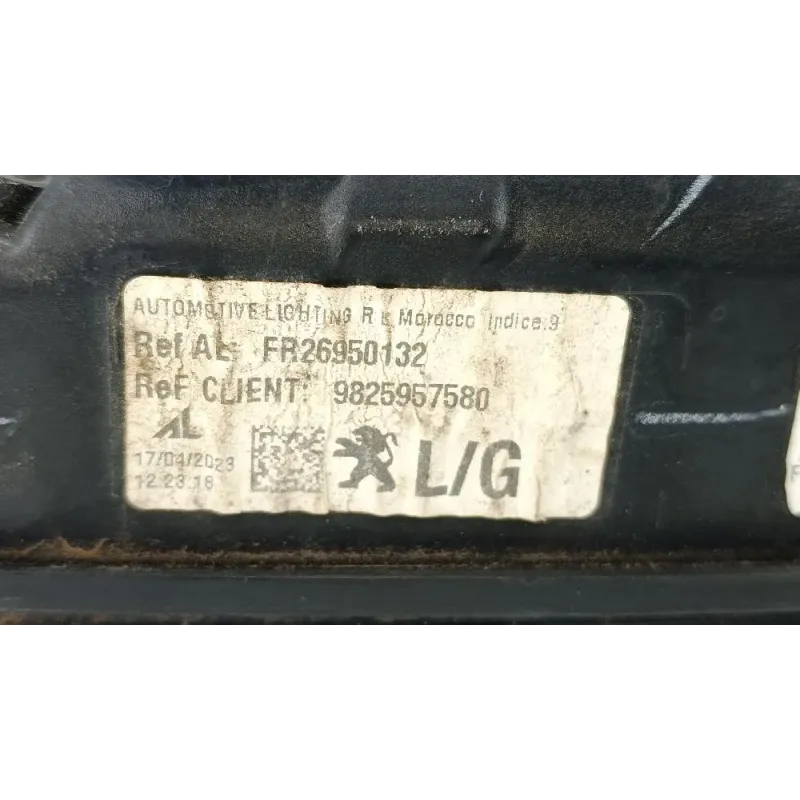 AUTOMOTIVE LIGHTING R L Morocco Indice:9
Ref AL: FR26950132
ReF CLIENT: 9825957580
AL
17/04/2023
12 23.18
L/G